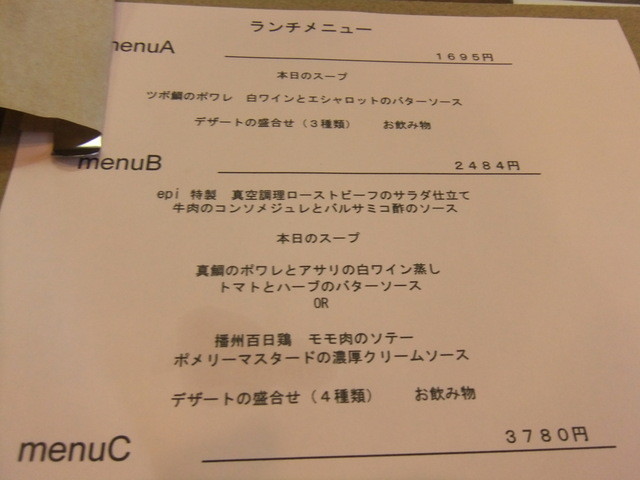 ランチメニュー
menuA 1695円
本日のスープ
ツボ鯛のポワレ 白ワインとエシャロットのバターソース
デザートの盛合せ（３種類） お飲み物
menuB 2484円
epi 特製 真空調理ローストビーフのサラダ仕立て
牛肉のコンソメジュレとバルサミコ酢のソース
本日のスープ
真鯛のポワレとアサリの白ワイン蒸し
トマトとハーブのバターソース
OR
播州百日鶏 モモ肉のソテー
ポメリーマスタードの濃厚クリームソース
デザートの盛合せ（４種類） お飲み物
menuC 3780円